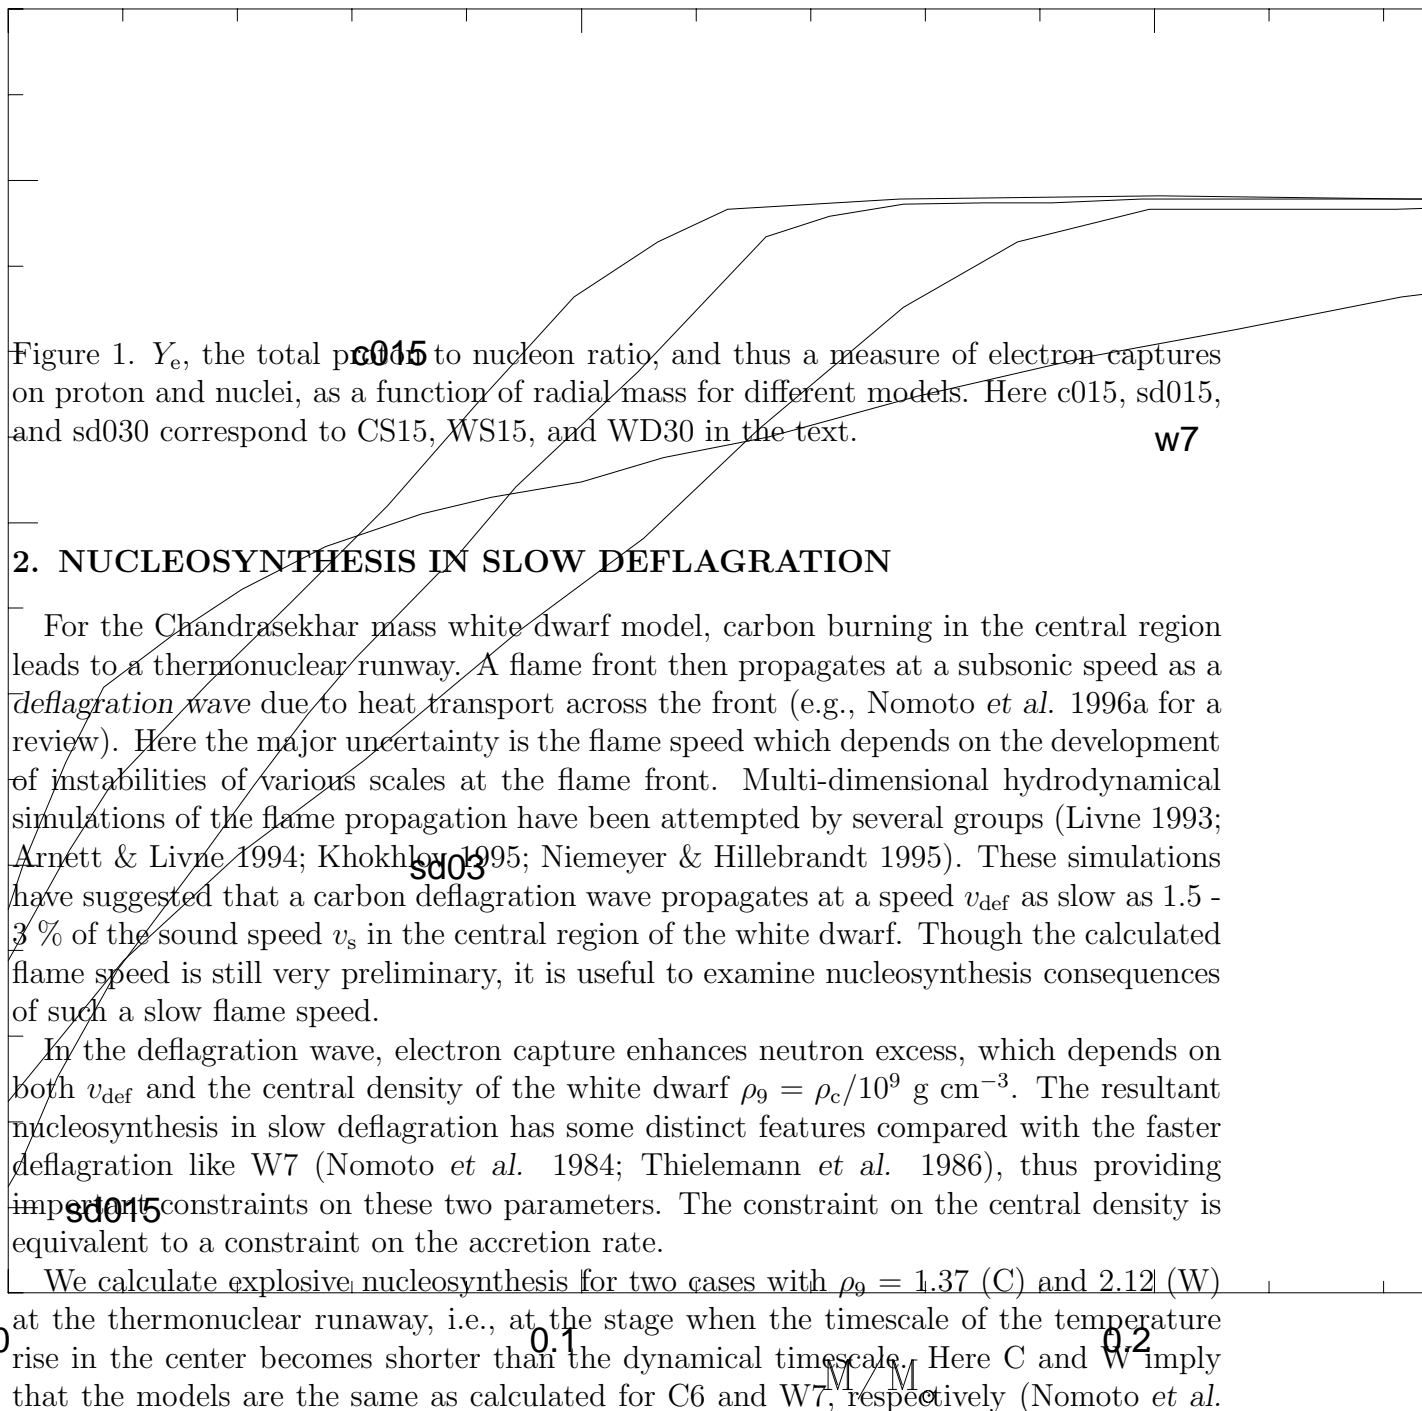 c015
Figure 1. Yₑ, the total proton to nucleon ratio, and thus a measure of electron captures
on proton and nuclei, as a function of radial mass for different models. Here c015, sd015,
and sd030 correspond to CS15, WS15, and WD30 in the text.
w7
2. NUCLEOSYNTHESIS IN SLOW DEFLAGRATION
For the Chandrasekhar mass white dwarf model, carbon burning in the central region
leads to a thermonuclear runway. A flame front then propagates at a subsonic speed as a
deflagration wave due to heat transport across the front (e.g., Nomoto et al. 1996a for a
review). Here the major uncertainty is the flame speed which depends on the development
of instabilities of various scales at the flame front. Multi-dimensional hydrodynamical
simulations of the flame propagation have been attempted by several groups (Livne 1993;
Arnett & Livne 1994; Khokhlov 1995; Niemeyer & Hillebrandt 1995). These simulations
sd03
have suggested that a carbon deflagration wave propagates at a speed v_def as slow as 1.5 -
3 % of the sound speed v_s in the central region of the white dwarf. Though the calculated
flame speed is still very preliminary, it is useful to examine nucleosynthesis consequences
of such a slow flame speed.
In the deflagration wave, electron capture enhances neutron excess, which depends on
both v_def and the central density of the white dwarf ρ₉ = ρ_c/10⁹ g cm⁻³. The resultant
nucleosynthesis in slow deflagration has some distinct features compared with the faster
deflagration like W7 (Nomoto et al. 1984; Thielemann et al. 1986), thus providing
important constraints on these two parameters. The constraint on the central density is
sd015
equivalent to a constraint on the accretion rate.
We calculate explosive nucleosynthesis for two cases with ρ₉ = 1.37 (C) and 2.12 (W)
at the thermonuclear runaway, i.e., at the stage when the timescale of the temperature
0 0.1 0.2
rise in the center becomes shorter than the dynamical timescale. Here C and W imply
M/M⊙
that the models are the same as calculated for C6 and W7, respectively (Nomoto et al.